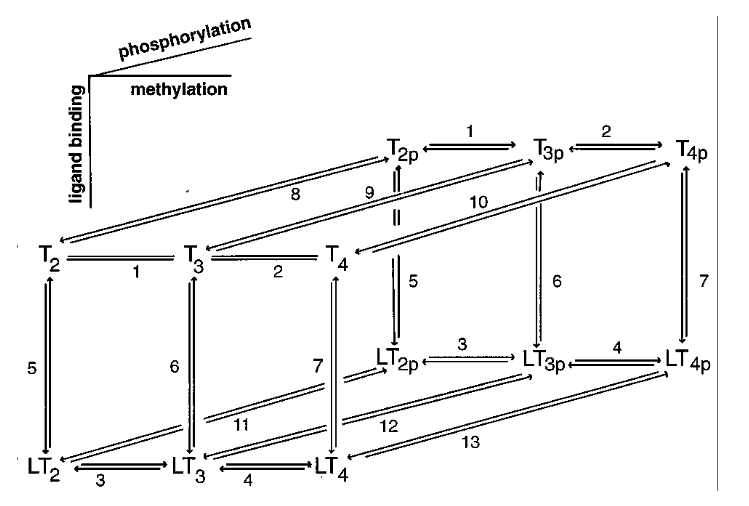 phosphorylation
methylation
ligand binding
T2p 1 T3p 2 T4p
8 9 10
T2 1 T3 2 T4
5 6 7
5 6 7
LT2p 3 LT3p 4 LT4p
11 12 13
LT2 3 LT3 4 LT4